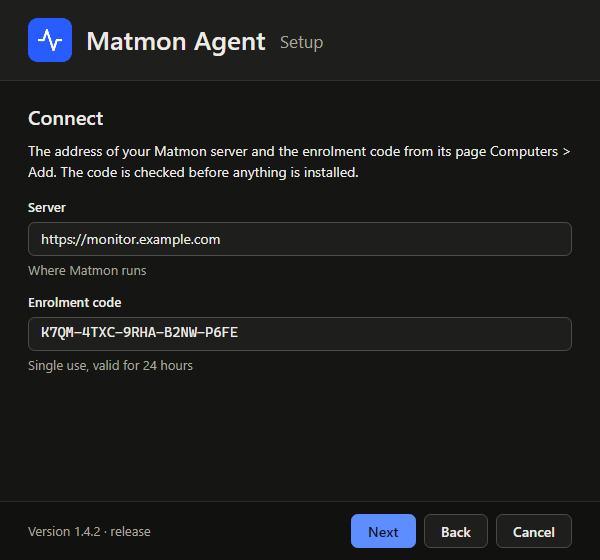 Matmon Agent Setup
Connect
The address of your Matmon server and the enrolment code from its page Computers >
Add. The code is checked before anything is installed.
Server
https://monitor.example.com
Where Matmon runs
Enrolment code
K7QM-4TXC-9RHA-B2NW-P6FE
Single use, valid for 24 hours
Version 1.4.2 · release
Next Back Cancel